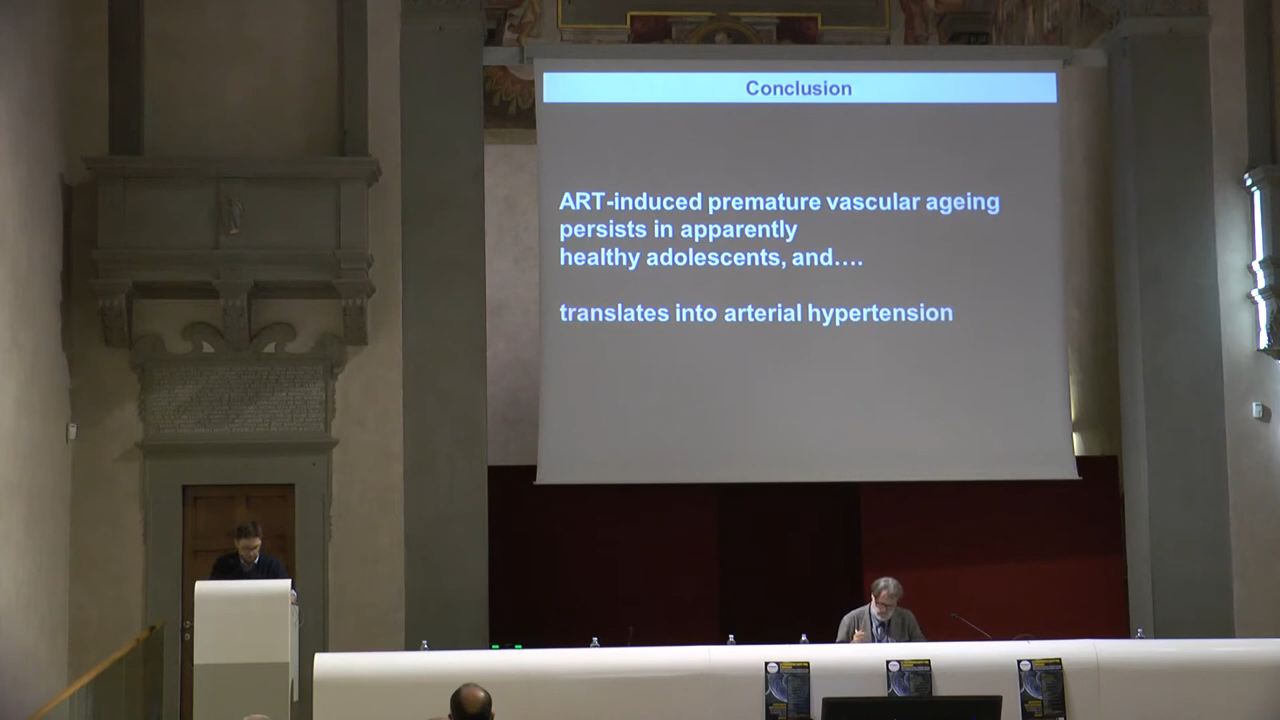 Conclusion
ART-induced premature vascular ageing
persists in apparently
healthy adolescents, and….
translates into arterial hypertension